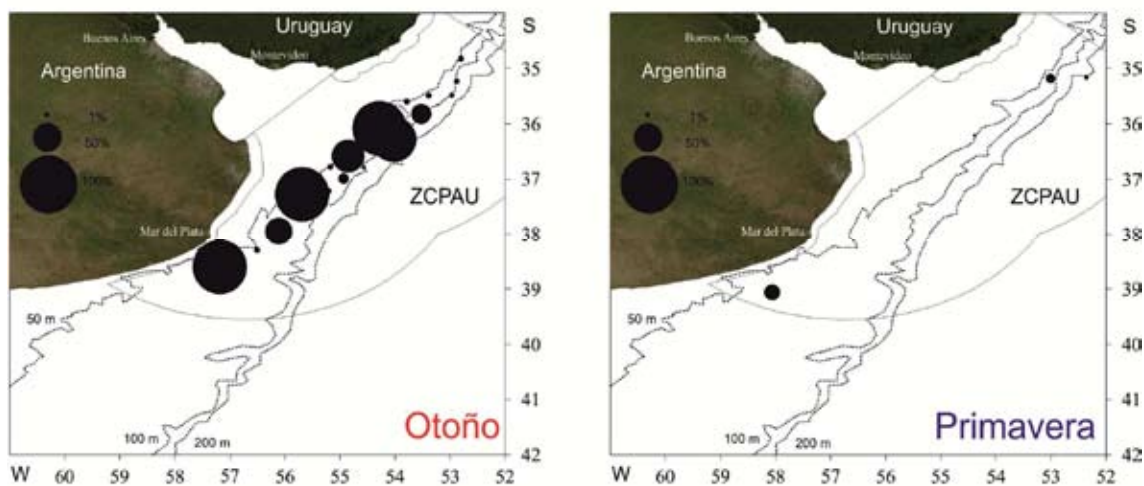 Uruguay
Buenos Aires
Montevideo
Argentina
1%
50%
100%
ZCPAU
Mar del Plata
50 m
100 m
200 m
Otoño
S
35
36
37
38
39
40
41
42
W
60
59
58
57
56
55
54
53
52
Uruguay
Buenos Aires
Montevideo
Argentina
1%
50%
100%
ZCPAU
Mar del Plata
50 m
100 m
200 m
Primavera
S
35
36
37
38
39
40
41
42
W
60
59
58
57
56
55
54
53
52